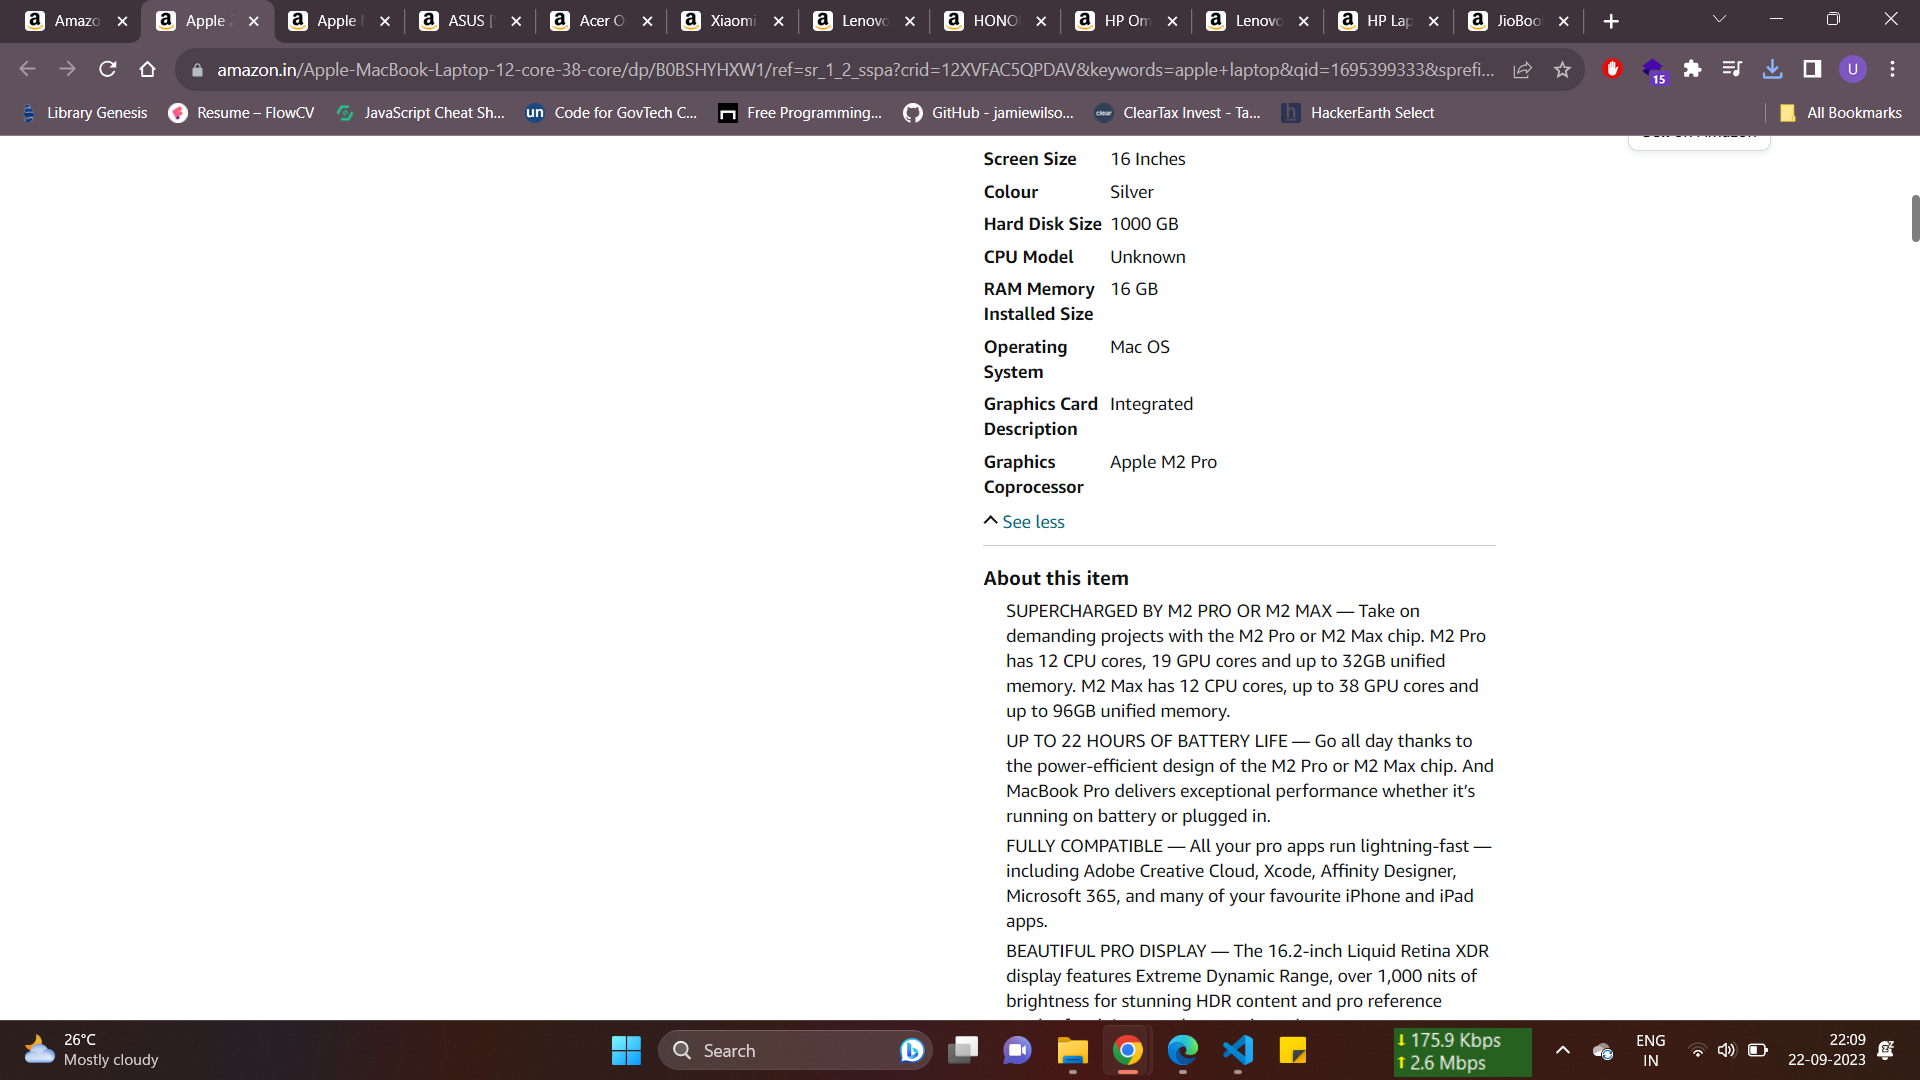 Amazo
Apple
Apple
ASUS [
Acer O
Xiaomi
Lenovo
HONO
HP Om
Lenovo
HP Lap
JioBoo
amazon.in/Apple-MacBook-Laptop-12-core-38-core/dp/B0BSHYHXW1/ref=sr_1_2_sspa?crid=12XVFAC5QPDAV&keywords=apple+laptop&qid=1695399333&sprefi...
15
U
Library Genesis
Resume – FlowCV
JavaScript Cheat Sh...
un
Code for GovTech C...
Free Programming...
GitHub - jamiewilso...
clear
ClearTax Invest - Ta...
h
HackerEarth Select
All Bookmarks
Screen Size 16 Inches
Colour Silver
Hard Disk Size 1000 GB
CPU Model Unknown
RAM Memory 16 GB
Installed Size
Operating Mac OS
System
Graphics Card Integrated
Description
Graphics Apple M2 Pro
Coprocessor
See less
About this item
SUPERCHARGED BY M2 PRO OR M2 MAX — Take on
demanding projects with the M2 Pro or M2 Max chip. M2 Pro
has 12 CPU cores, 19 GPU cores and up to 32GB unified
memory. M2 Max has 12 CPU cores, up to 38 GPU cores and
up to 96GB unified memory.
UP TO 22 HOURS OF BATTERY LIFE — Go all day thanks to
the power-efficient design of the M2 Pro or M2 Max chip. And
MacBook Pro delivers exceptional performance whether it’s
running on battery or plugged in.
FULLY COMPATIBLE — All your pro apps run lightning-fast —
including Adobe Creative Cloud, Xcode, Affinity Designer,
Microsoft 365, and many of your favourite iPhone and iPad
apps.
BEAUTIFUL PRO DISPLAY — The 16.2-inch Liquid Retina XDR
display features Extreme Dynamic Range, over 1,000 nits of
brightness for stunning HDR content and pro reference
26°C
Mostly cloudy
Search
175.9 Kbps
2.6 Mbps
ENG
IN
22:09
22-09-2023